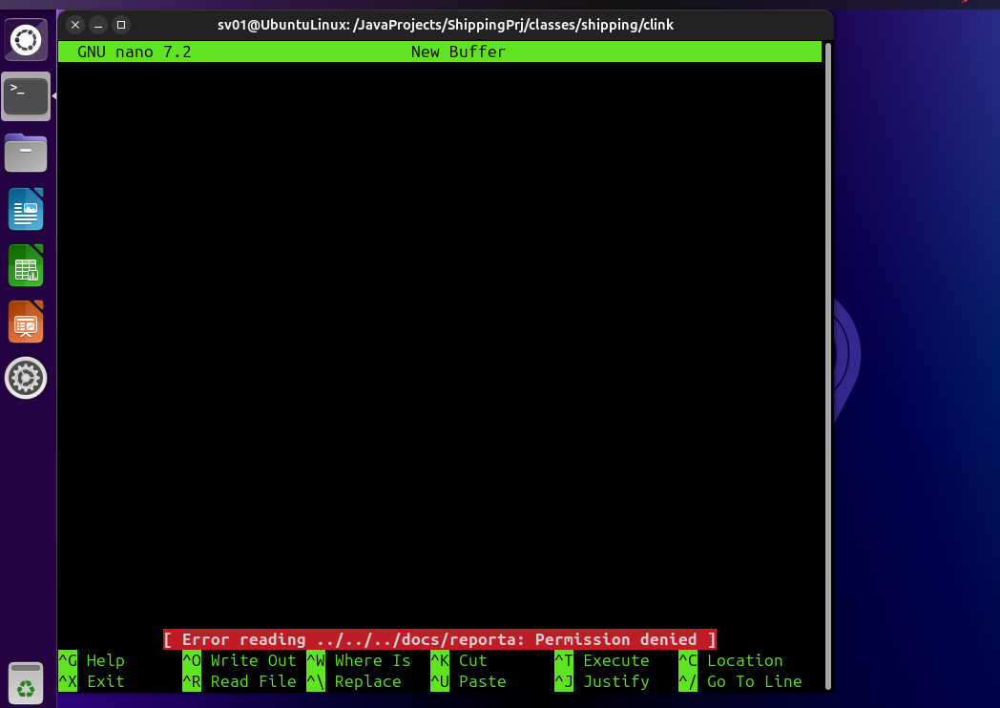 sv01@UbuntuLinux: /JavaProjects/ShippingPrj/classes/shipping/clink
GNU nano 7.2 New Buffer
>_
[ Error reading ../../../docs/reporta: Permission denied ]
^G Help ^O Write Out ^W Where Is ^K Cut ^T Execute ^C Location
^X Exit ^R Read File ^\ Replace ^U Paste ^J Justify ^/ Go To Line